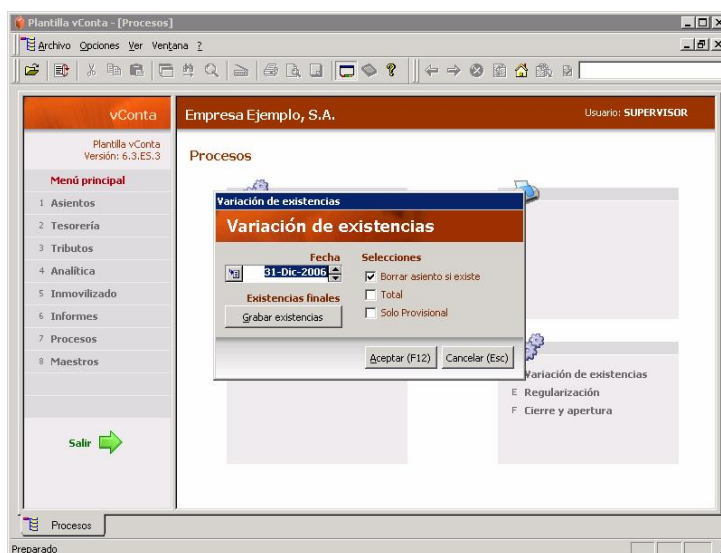 Plantilla vConta - [Procesos]
Archivo Opciones Ver Ventana ?
vConta
Empresa Ejemplo, S.A.
Usuario: SUPERVISOR
Plantilla vConta
Versión: 6.3.ES.3
Procesos
Menú principal
1 Asientos
2 Tesorería
3 Tributos
4 Analítica
5 Inmovilizado
6 Informes
7 Procesos
8 Maestros
Salir
Variación de existencias
Variación de existencias
Fecha
31-Dic-2006
Existencias finales
Grabar existencias
Selecciones
Borrar asiento si existe
Total
Solo Provisional
Aceptar (F12)
Cancelar (Esc)
Variación de existencias
E Regularización
F Cierre y apertura
Procesos
Preparado